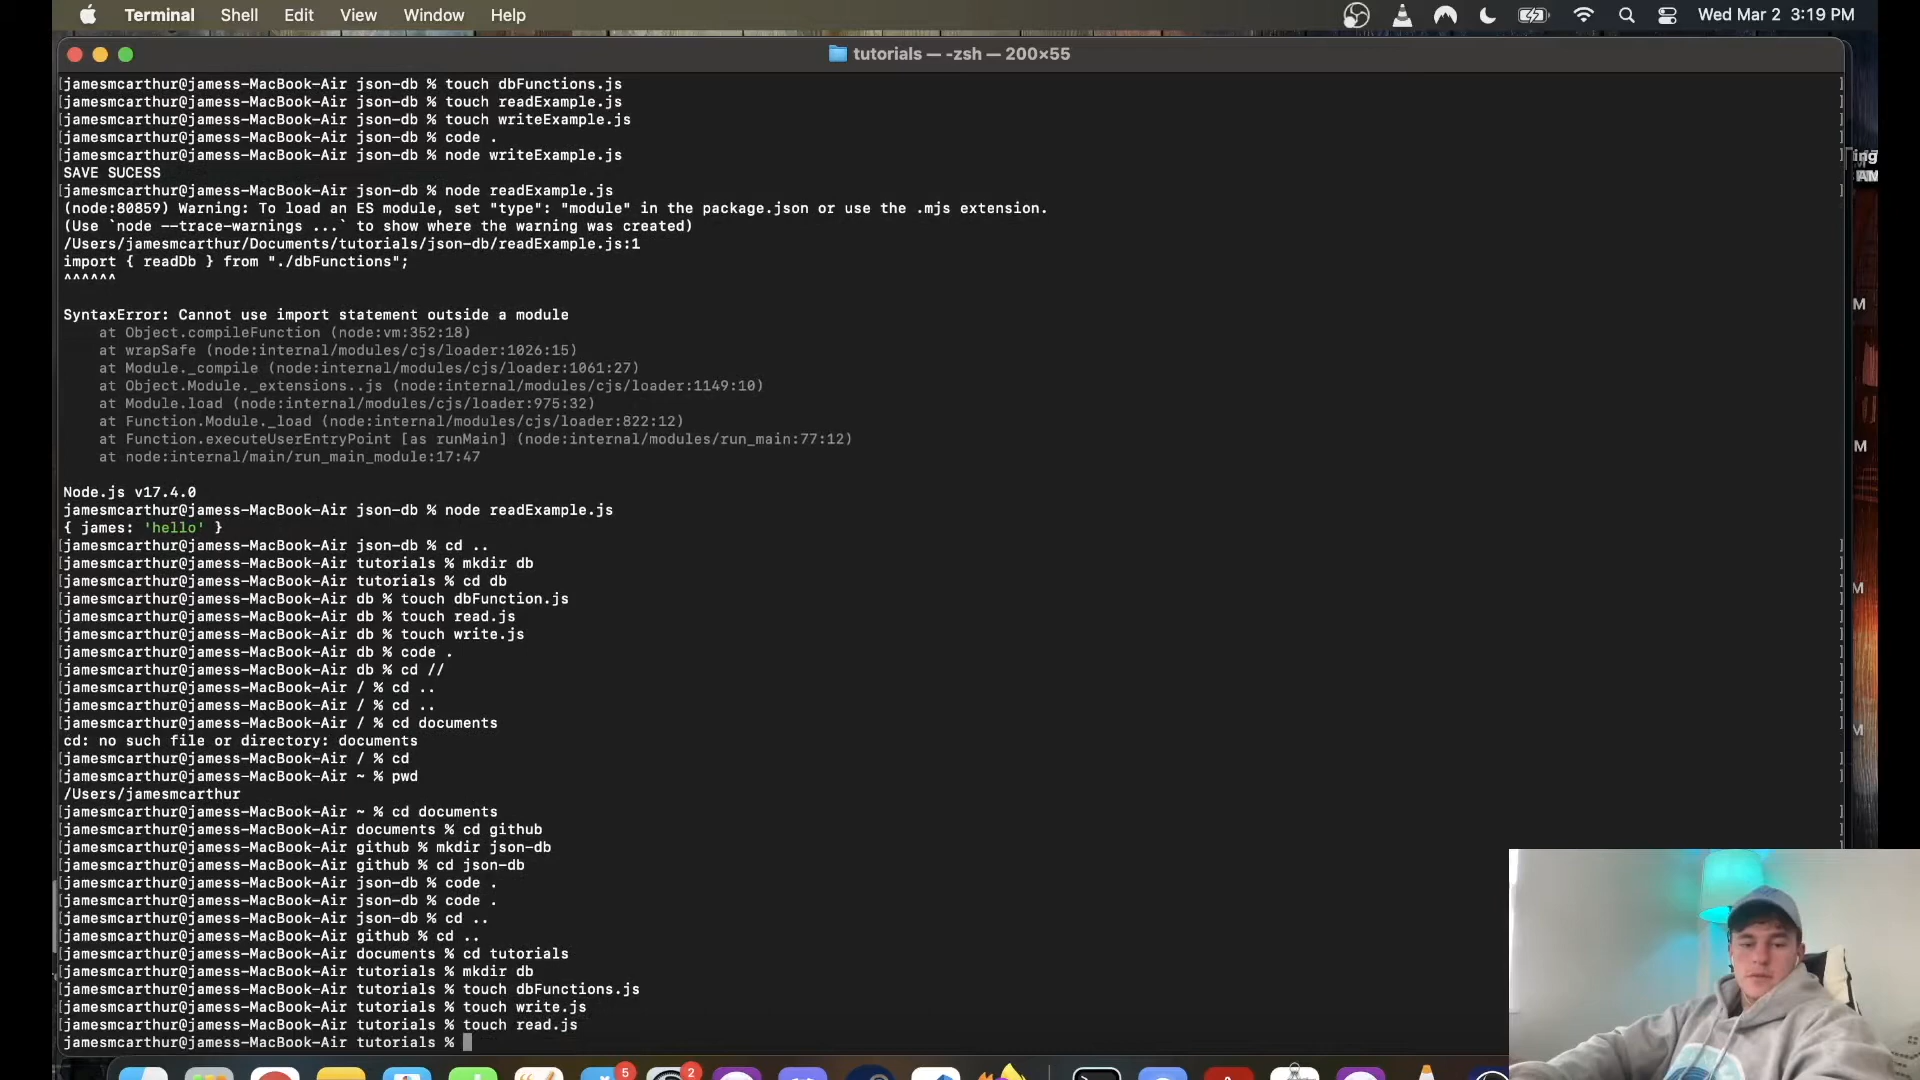 Terminal Shell Edit View Window Help Wed Mar 2 3:19 PM
tutorials — -zsh — 200×55
[jamesmcarthur@jamess-MacBook-Air json-db % touch dbFunctions.js ]
[jamesmcarthur@jamess-MacBook-Air json-db % touch readExample.js ]
[jamesmcarthur@jamess-MacBook-Air json-db % touch writeExample.js ]
[jamesmcarthur@jamess-MacBook-Air json-db % code . ]
[jamesmcarthur@jamess-MacBook-Air json-db % node writeExample.js ]
SAVE SUCESS
[jamesmcarthur@jamess-MacBook-Air json-db % node readExample.js ]
(node:80859) Warning: To load an ES module, set "type": "module" in the package.json or use the .mjs extension.
(Use `node --trace-warnings ...` to show where the warning was created)
/Users/jamesmcarthur/Documents/tutorials/json-db/readExample.js:1
import { readDb } from "./dbFunctions";
^^^^^^
SyntaxError: Cannot use import statement outside a module
at Object.compileFunction (node:vm:352:18)
at wrapSafe (node:internal/modules/cjs/loader:1026:15)
at Module._compile (node:internal/modules/cjs/loader:1061:27)
at Object.Module._extensions..js (node:internal/modules/cjs/loader:1149:10)
at Module.load (node:internal/modules/cjs/loader:975:32)
at Function.Module._load (node:internal/modules/cjs/loader:822:12)
at Function.executeUserEntryPoint [as runMain] (node:internal/modules/run_main:77:12)
at node:internal/main/run_main_module:17:47
Node.js v17.4.0
jamesmcarthur@jamess-MacBook-Air json-db % node readExample.js
{ james: 'hello' }
[jamesmcarthur@jamess-MacBook-Air json-db % cd .. ]
[jamesmcarthur@jamess-MacBook-Air tutorials % mkdir db ]
[jamesmcarthur@jamess-MacBook-Air tutorials % cd db ]
[jamesmcarthur@jamess-MacBook-Air db % touch dbFunction.js ]
[jamesmcarthur@jamess-MacBook-Air db % touch read.js ]
[jamesmcarthur@jamess-MacBook-Air db % touch write.js ]
[jamesmcarthur@jamess-MacBook-Air db % code . ]
[jamesmcarthur@jamess-MacBook-Air db % cd // ]
[jamesmcarthur@jamess-MacBook-Air / % cd .. ]
[jamesmcarthur@jamess-MacBook-Air / % cd .. ]
[jamesmcarthur@jamess-MacBook-Air / % cd documents ]
cd: no such file or directory: documents
[jamesmcarthur@jamess-MacBook-Air / % cd ]
[jamesmcarthur@jamess-MacBook-Air ~ % pwd ]
/Users/jamesmcarthur
[jamesmcarthur@jamess-MacBook-Air ~ % cd documents ]
[jamesmcarthur@jamess-MacBook-Air documents % cd github ]
[jamesmcarthur@jamess-MacBook-Air github % mkdir json-db ]
[jamesmcarthur@jamess-MacBook-Air github % cd json-db
[jamesmcarthur@jamess-MacBook-Air json-db % code .
[jamesmcarthur@jamess-MacBook-Air json-db % code .
[jamesmcarthur@jamess-MacBook-Air json-db % cd ..
[jamesmcarthur@jamess-MacBook-Air github % cd ..
[jamesmcarthur@jamess-MacBook-Air documents % cd tutorials
[jamesmcarthur@jamess-MacBook-Air tutorials % mkdir db
[jamesmcarthur@jamess-MacBook-Air tutorials % touch dbFunctions.js
[jamesmcarthur@jamess-MacBook-Air tutorials % touch write.js
[jamesmcarthur@jamess-MacBook-Air tutorials % touch read.js
jamesmcarthur@jamess-MacBook-Air tutorials %
5 2